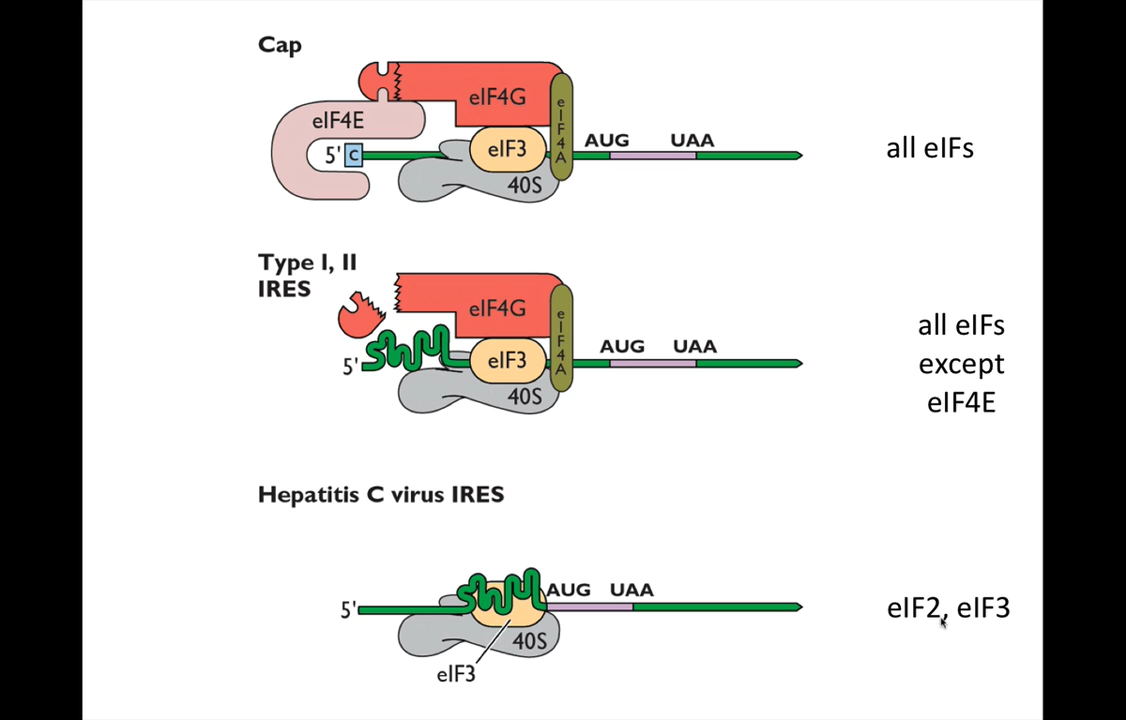 Cap
eIF4G
eIF4A
eIF4E
5' C
eIF3
40S
AUG UAA
all eIFs
Type I, II
IRES
eIF4G
eIF4A
5'
eIF3
40S
AUG UAA
all eIFs
except
eIF4E
Hepatitis C virus IRES
5'
AUG UAA
40S
eIF3
eIF2, eIF3